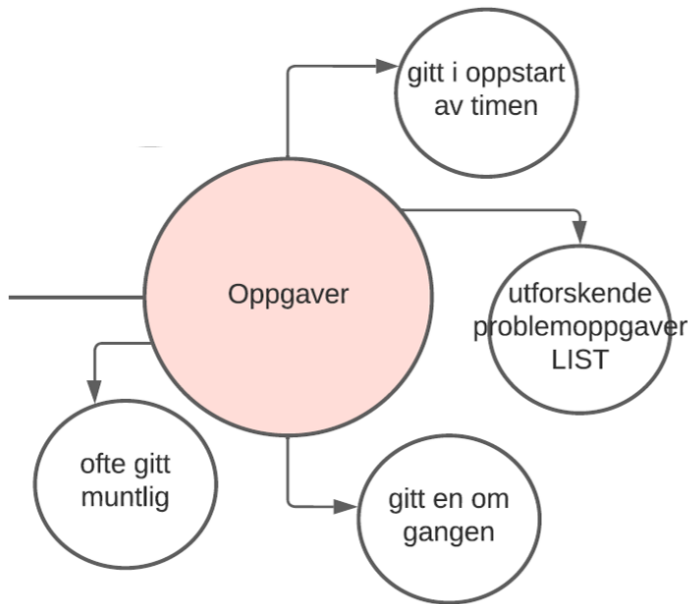 gitt i oppstart
av timen
Oppgaver
utforskende
problemoppgaver
LIST
ofte gitt
muntlig
gitt en om
gangen